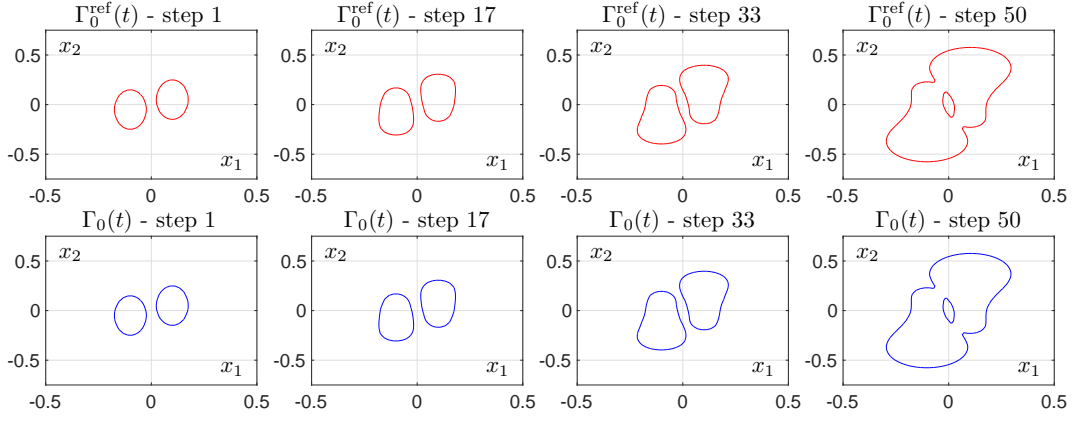 Γ₀ʳᵉᶠ(t) - step 1
Γ₀ʳᵉᶠ(t) - step 17
Γ₀ʳᵉᶠ(t) - step 33
Γ₀ʳᵉᶠ(t) - step 50
0.5 x₂ 0.5 x₂ 0.5 x₂ 0.5 x₂
0 0 0 0
-0.5 x₁ -0.5 x₁ -0.5 x₁ -0.5 x₁
-0.5 0 0.5 -0.5 0 0.5 -0.5 0 0.5 -0.5 0 0.5
Γ₀(t) - step 1
Γ₀(t) - step 17
Γ₀(t) - step 33
Γ₀(t) - step 50
0.5 x₂ 0.5 x₂ 0.5 x₂ 0.5 x₂
0 0 0 0
-0.5 x₁ -0.5 x₁ -0.5 x₁ -0.5 x₁
-0.5 0 0.5 -0.5 0 0.5 -0.5 0 0.5 -0.5 0 0.5